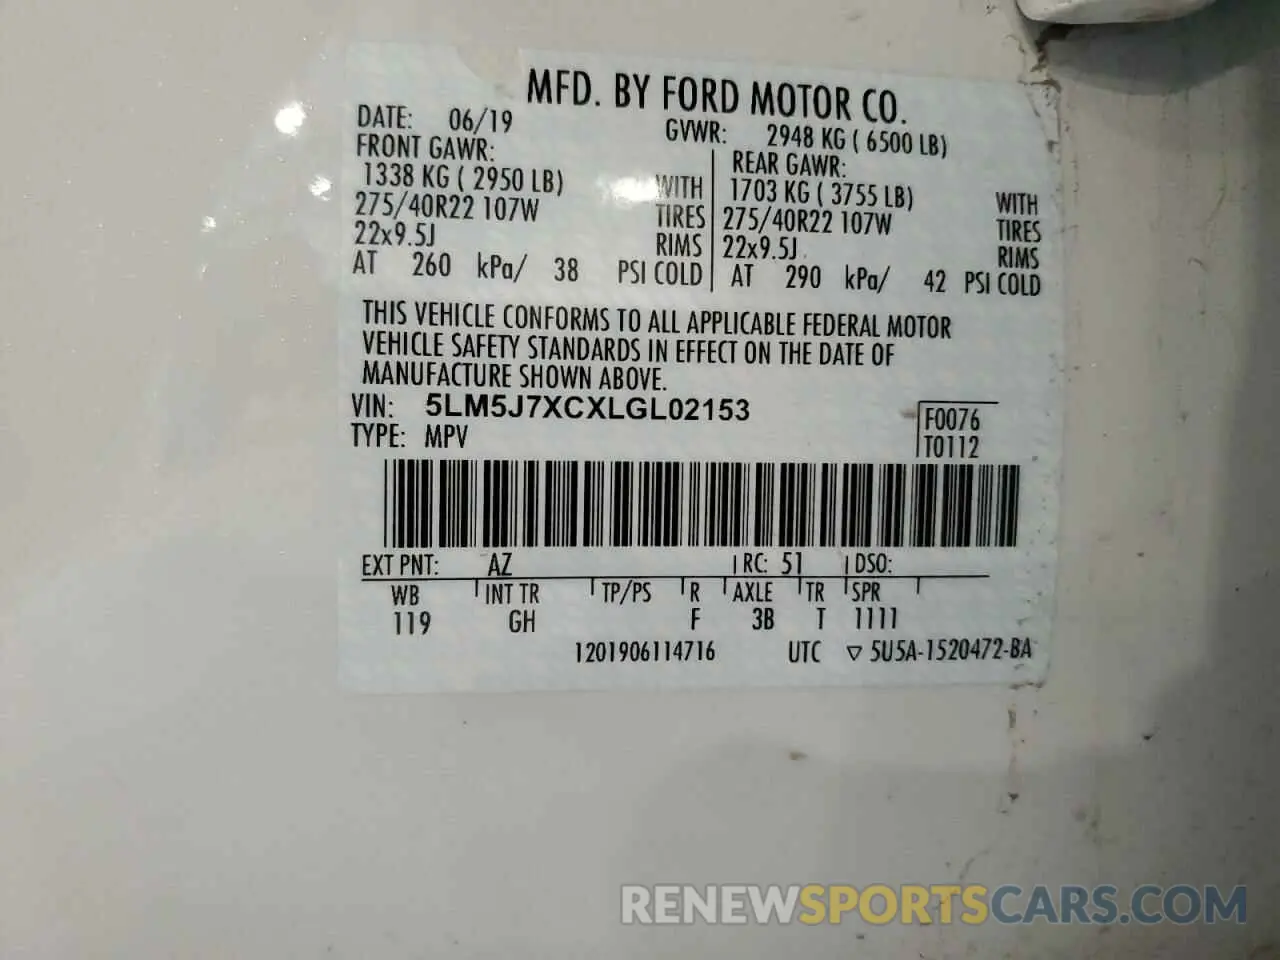 MFD. BY FORD MOTOR CO.
DATE: 06/19 GVWR: 2948 KG ( 6500 LB)
FRONT GAWR: REAR GAWR:
1338 KG ( 2950 LB) WITH 1703 KG ( 3755 LB) WITH
275/40R22 107W TIRES 275/40R22 107W TIRES
22x9.5J RIMS 22x9.5J RIMS
AT 260 kPa/ 38 PSI COLD AT 290 kPa/ 42 PSI COLD
THIS VEHICLE CONFORMS TO ALL APPLICABLE FEDERAL MOTOR
VEHICLE SAFETY STANDARDS IN EFFECT ON THE DATE OF
MANUFACTURE SHOWN ABOVE.
VIN: 5LM5J7XCXLGL02153 F0076
TYPE: MPV T0112
EXT PNT: AZ RC: 51 DSO:
WB INT TR TP/PS R AXLE TR SPR
119 GH F 3B T 1111
1201906114716 UTC ▽ 5U5A-1520472-BA
RENEWSPORTSCARS.COM